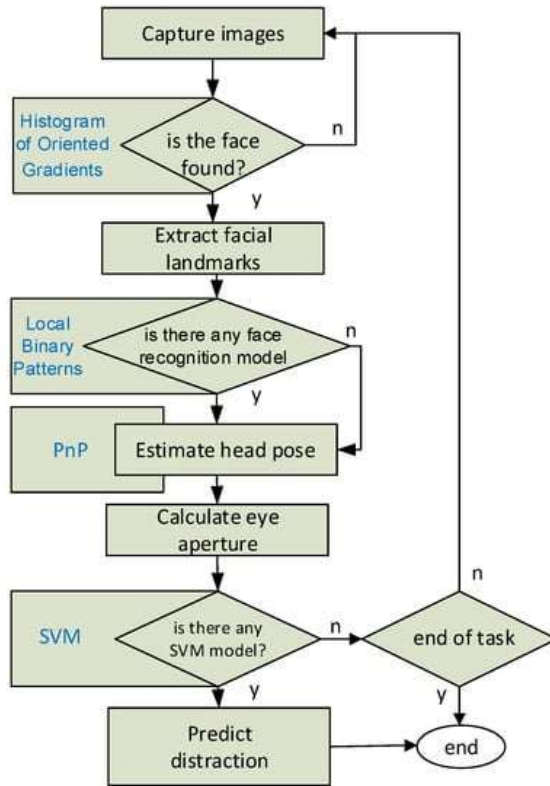 Capture images
Histogram
of Oriented
Gradients
is the face
found?
n
y
Extract facial
landmarks
Local
Binary
Patterns
is there any face
recognition model
n
y
PnP
Estimate head pose
Calculate eye
aperture
n
SVM
is there any
SVM model?
n
end of task
y
y
Predict
distraction
end